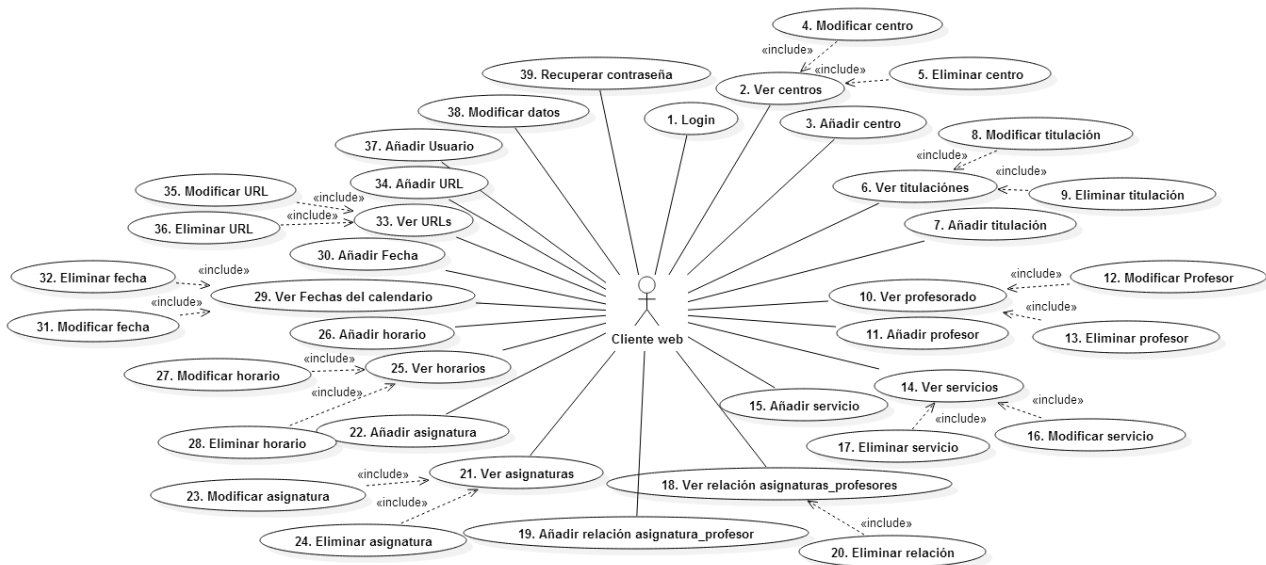 4. Modificar centro
«include»
«include»
5. Eliminar centro
39. Recuperar contraseña
2. Ver centros
38. Modificar datos
1. Login
3. Añadir centro
8. Modificar titulación
37. Añadir Usuario
«include»
35. Modificar URL
34. Añadir URL
«include»
6. Ver titulaciónes
«include»
9. Eliminar titulación
36. Eliminar URL
«include»
33. Ver URLs
7. Añadir titulación
30. Añadir Fecha
32. Eliminar fecha
«include»
29. Ver Fechas del calendario
«include»
12. Modificar Profesor
10. Ver profesorado
«include»
31. Modificar fecha
26. Añadir horario
Cliente web
11. Añadir profesor
«include»
13. Eliminar profesor
«include»
27. Modificar horario
25. Ver horarios
14. Ver servicios
«include»
«include»
15. Añadir servicio
28. Eliminar horario
22. Añadir asignatura
«include»
17. Eliminar servicio
16. Modificar servicio
«include»
21. Ver asignaturas
18. Ver relación asignaturas_profesores
23. Modificar asignatura
«include»
24. Eliminar asignatura
19. Añadir relación asignatura_profesor
«include»
20. Eliminar relación